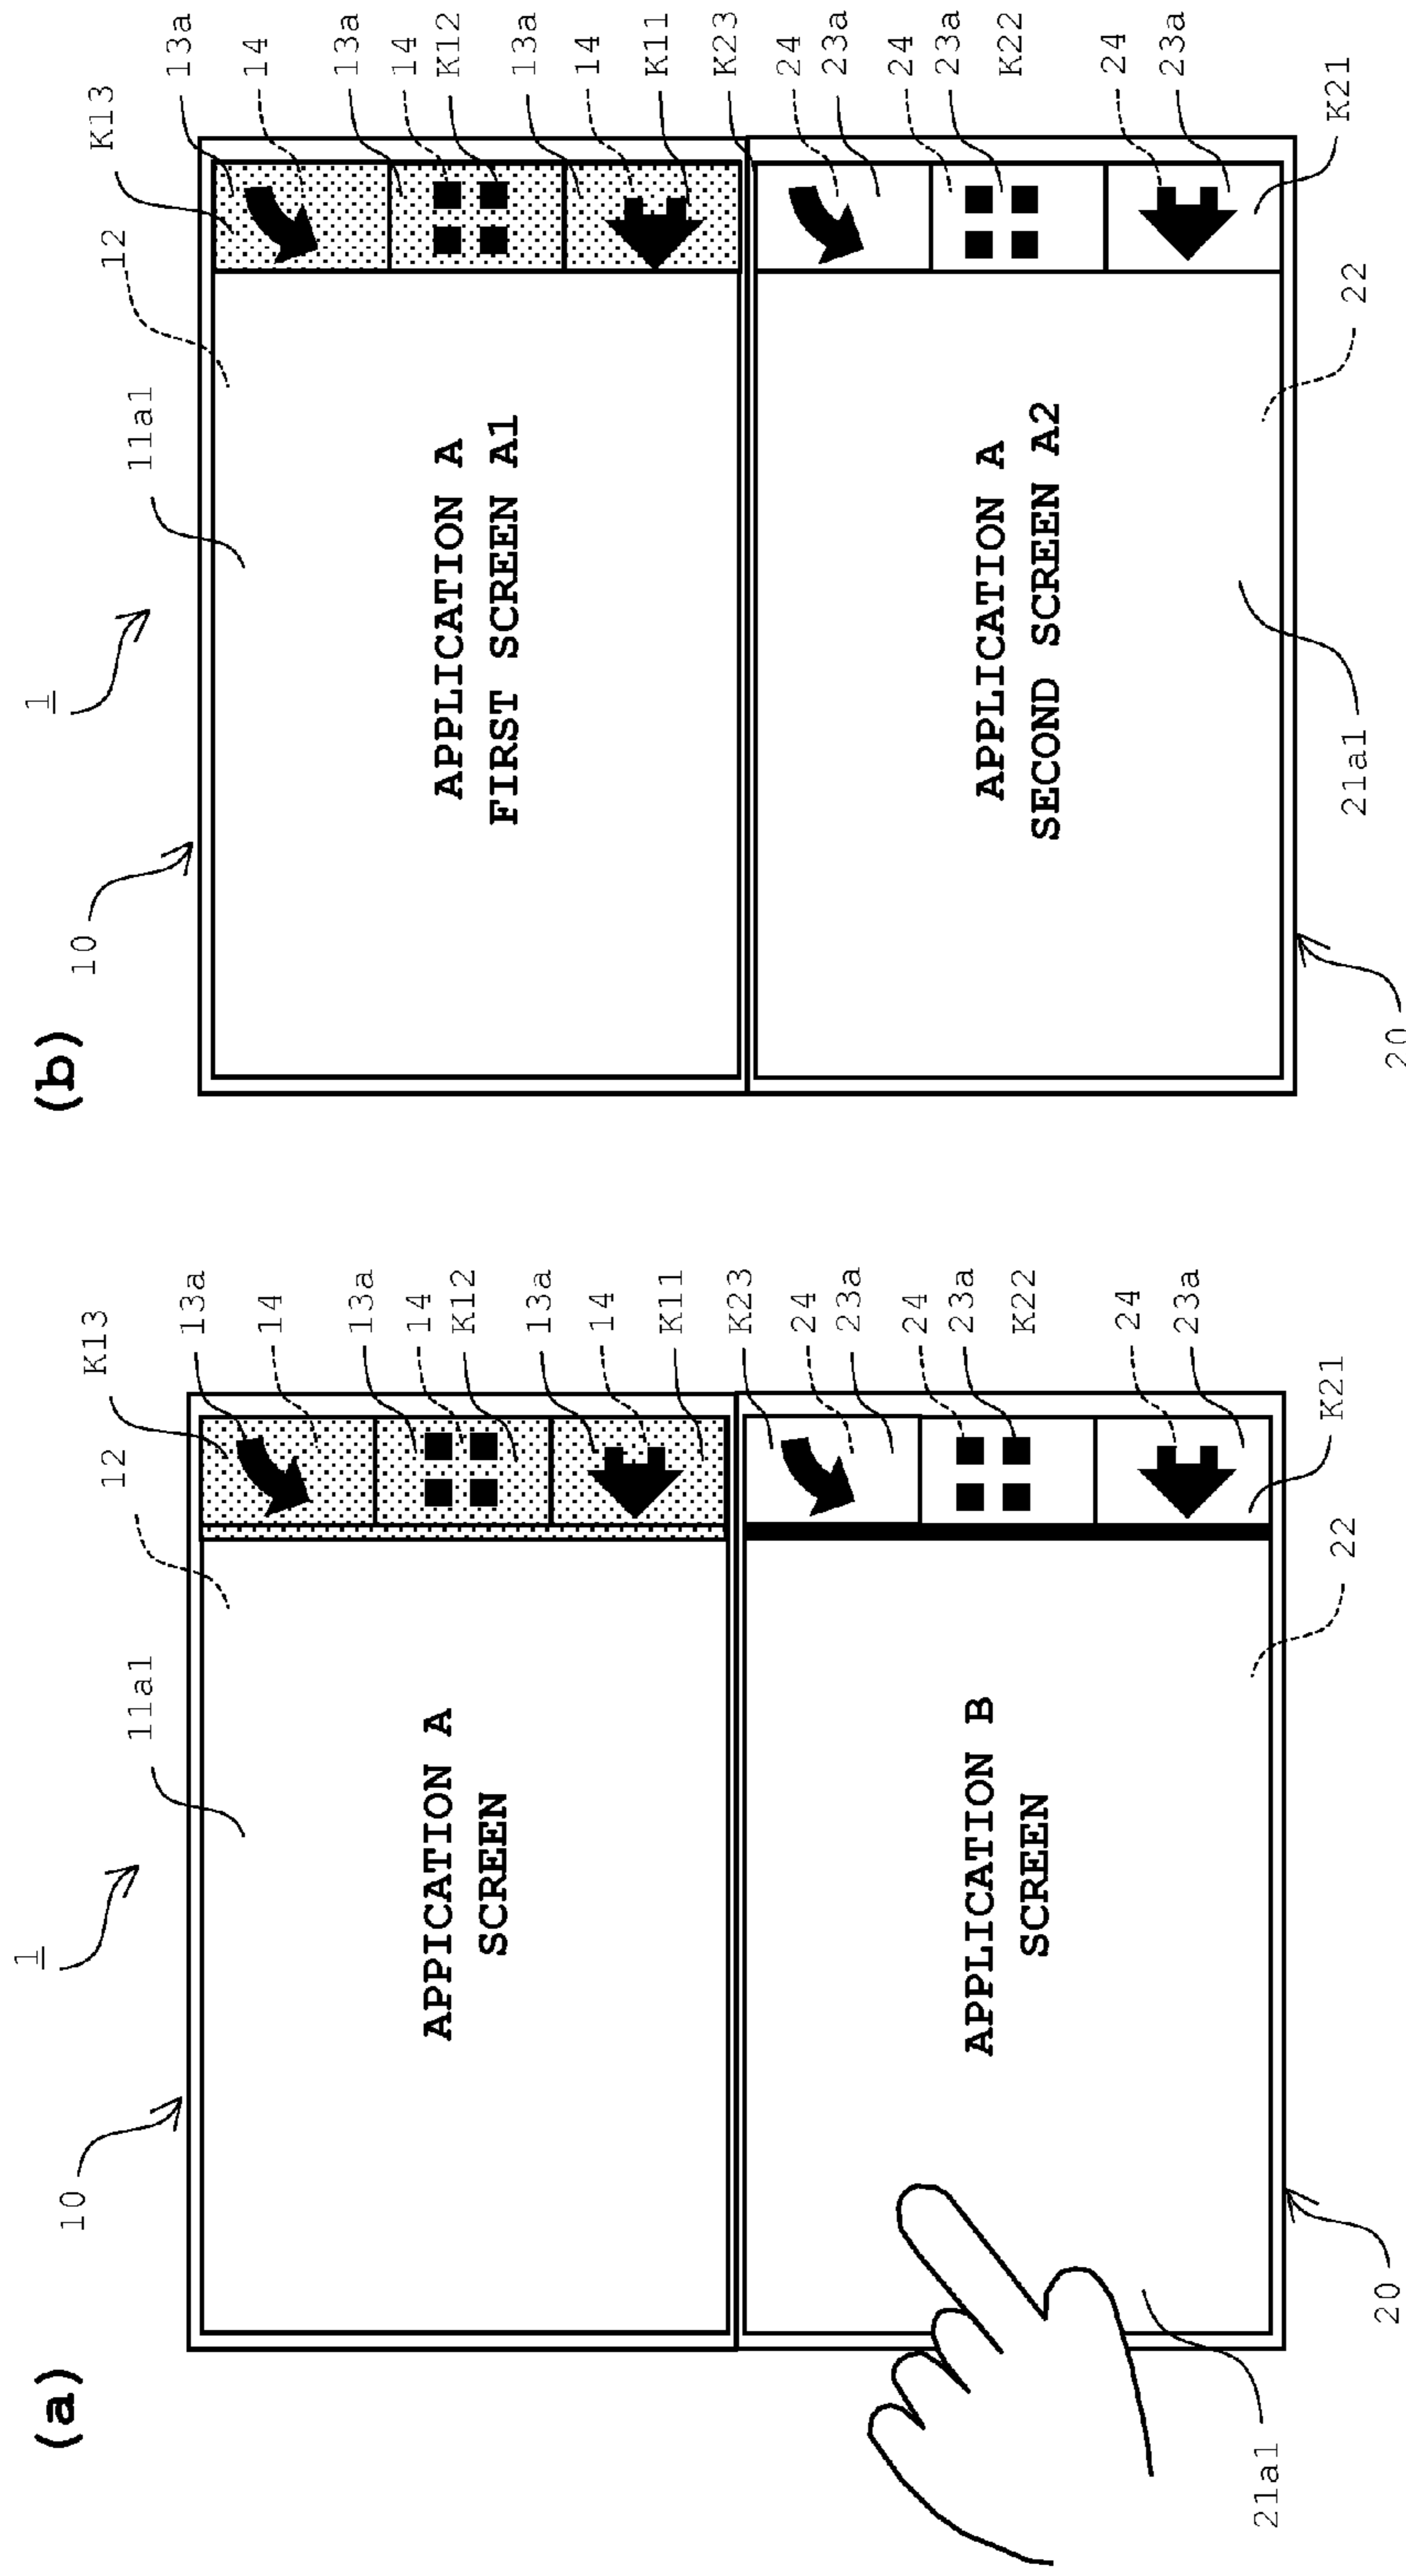 (a)
1
10
11a1
12
K13
13a
14
13a
14
K12
13a
14
K11
APPICATION A
SCREEN
K23
24
23a
24
23a
K22
24
23a
K21
APPLICATION B
SCREEN
22
21a1
20
(b)
1
10
11a1
12
K13
13a
14
13a
14
K12
13a
14
K11
APPLICATION A
FIRST SCREEN A1
K23
24
23a
24
23a
K22
24
23a
K21
APPLICATION A
SECOND SCREEN A2
22
21a1
20